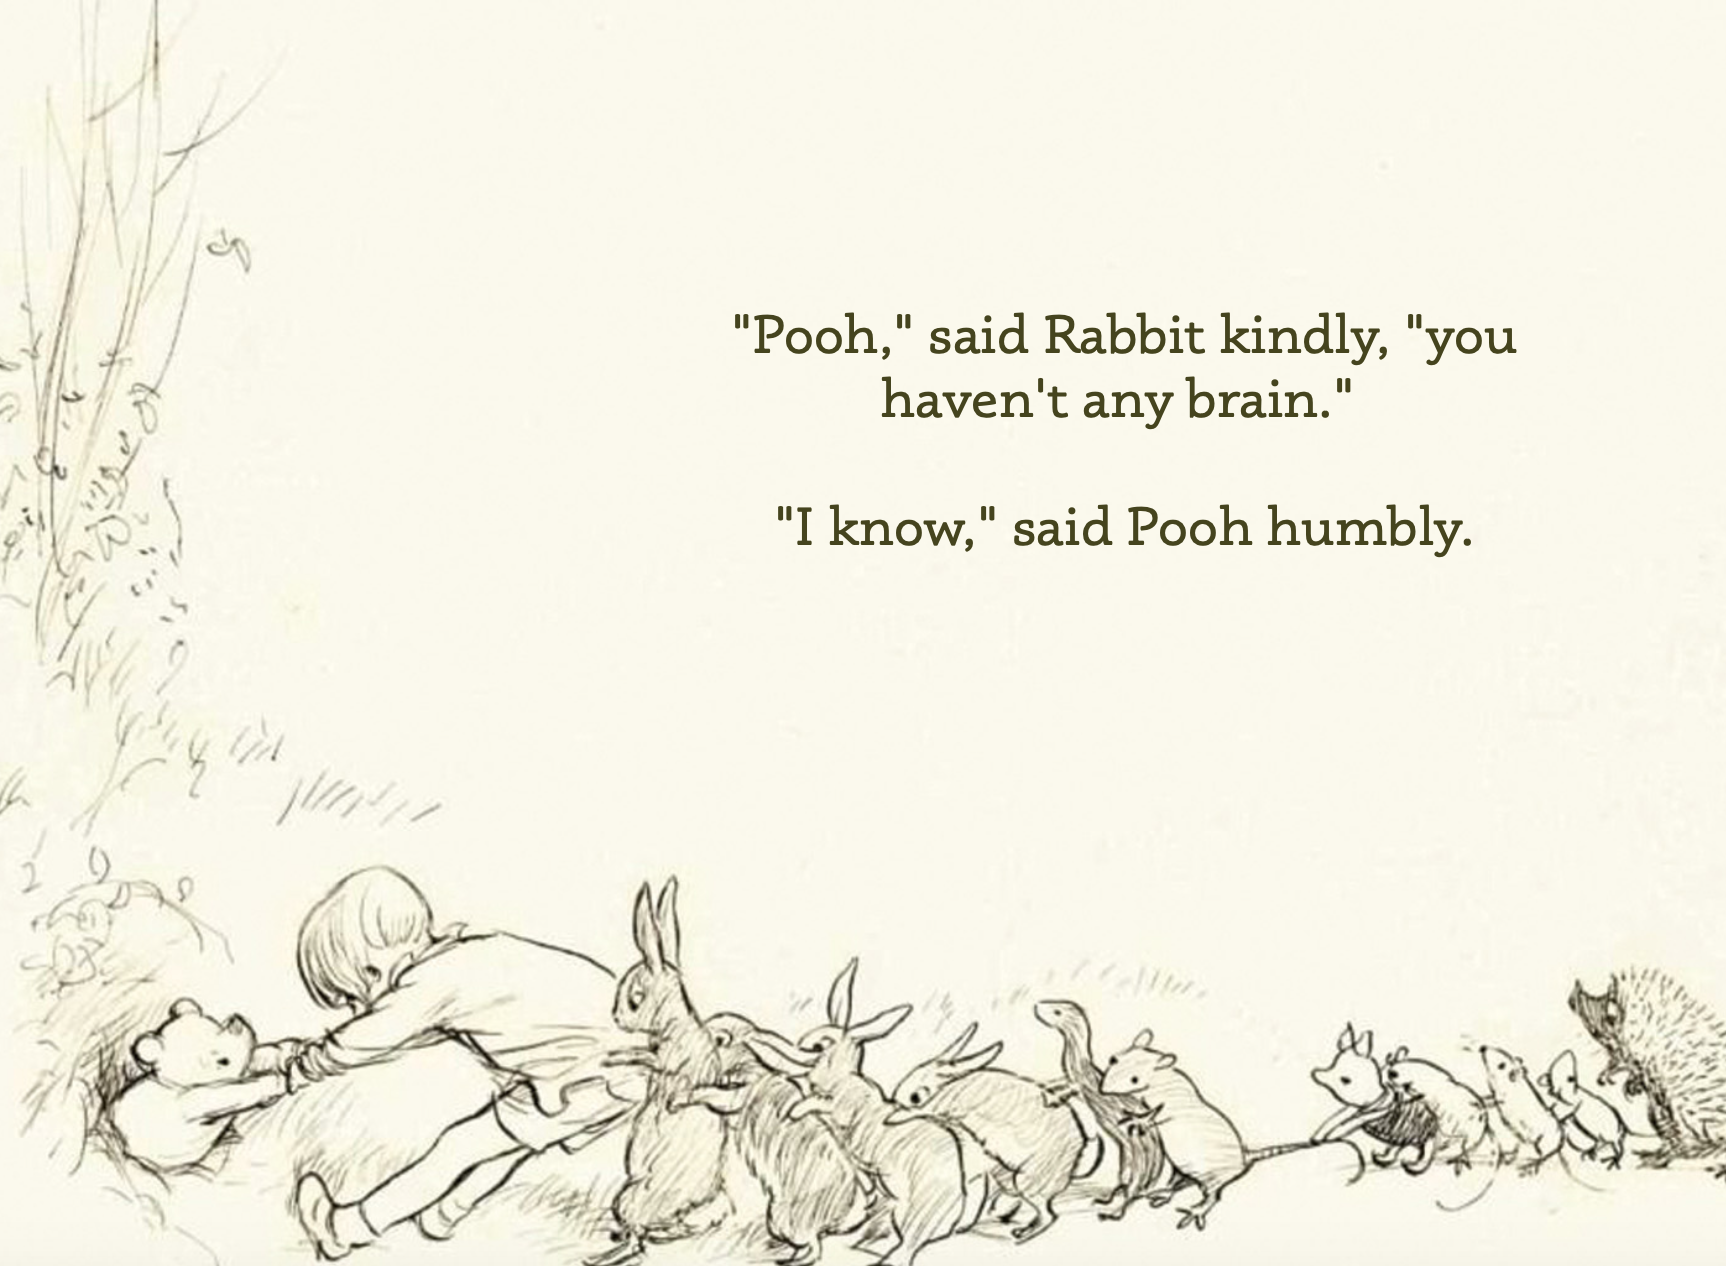 "Pooh," said Rabbit kindly, "you
haven't any brain."
"I know," said Pooh humbly.